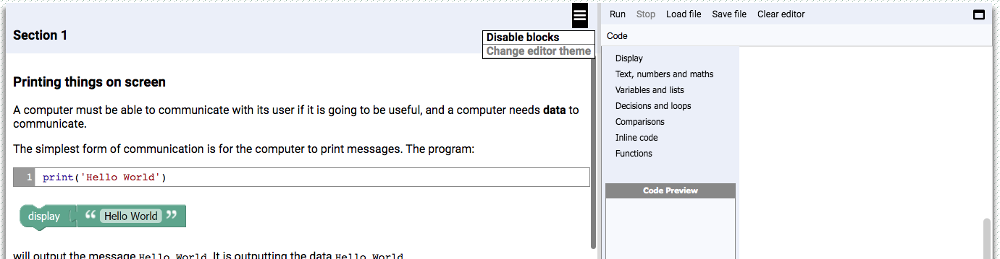 Section 1
Disable blocks
Change editor theme
Printing things on screen
A computer must be able to communicate with its user if it is going to be useful, and a computer needs data to
communicate.
The simplest form of communication is for the computer to print messages. The program:
1 print('Hello World')
display “ Hello World ”
will output the message Hello World. It is outputting the data Hello World
Run Stop Load file Save file Clear editor
Code
Display
Text, numbers and maths
Variables and lists
Decisions and loops
Comparisons
Inline code
Functions
Code Preview